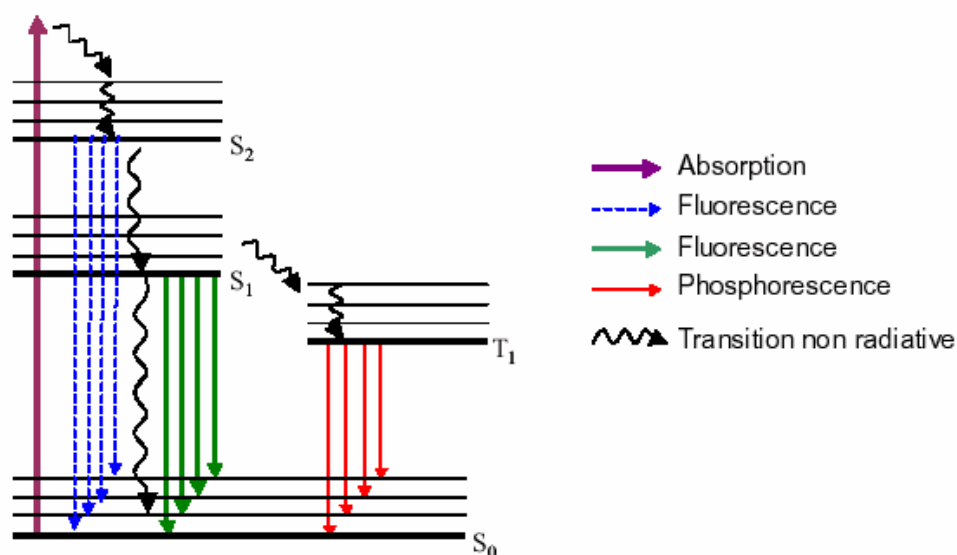 S2
S1
T1
S0
Absorption
Fluorescence
Fluorescence
Phosphorescence
Transition non radiative